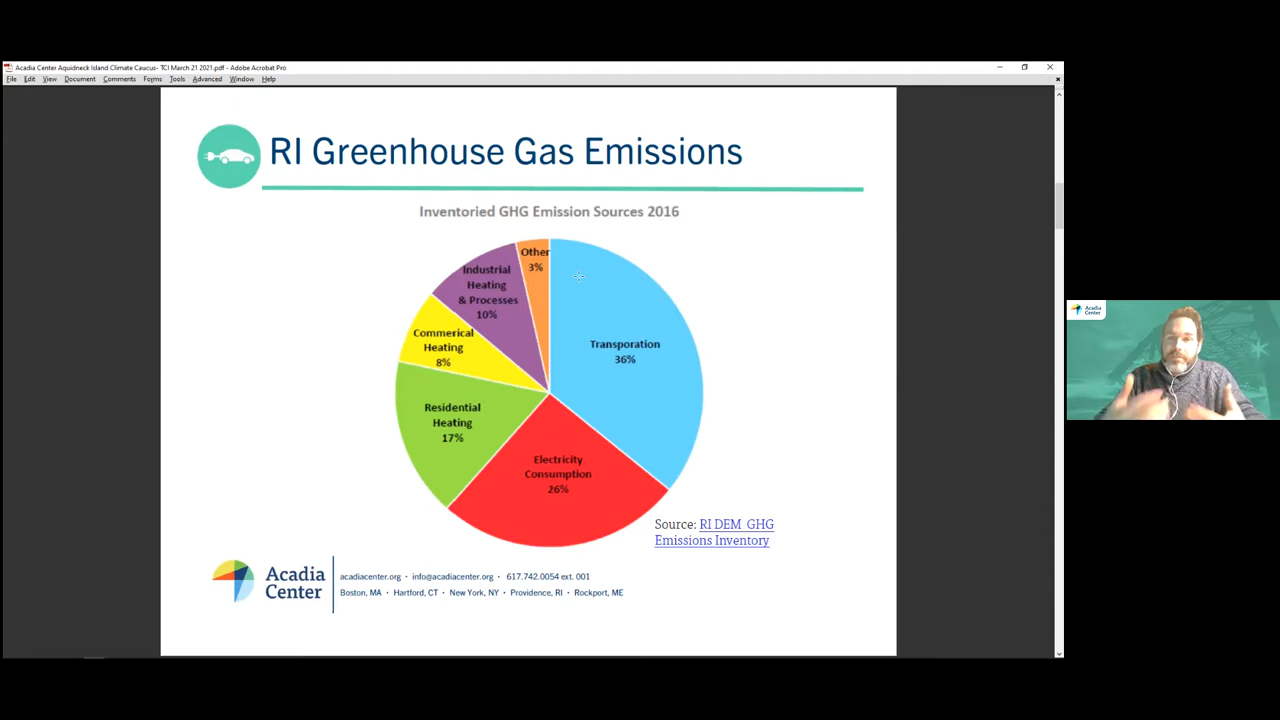 Acadia Center Aquidneck Island Climate Caucus- TCI March 21 2021.pdf - Adobe Acrobat Pro
File Edit View Document Comments Forms Tools Advanced Window Help
RI Greenhouse Gas Emissions
Inventoried GHG Emission Sources 2016
Other
3%
Industrial
Heating
& Processes
10%
Commerical
Heating
8%
Transporation
36%
Residential
Heating
17%
Electricity
Consumption
26%
Source: RI DEM GHG
Emissions Inventory
Acadia
Center
acadiacenter.org · info@acadiacenter.org · 617.742.0054 ext. 001
Boston, MA · Hartford, CT · New York, NY · Providence, RI · Rockport, ME
Acadia
Center